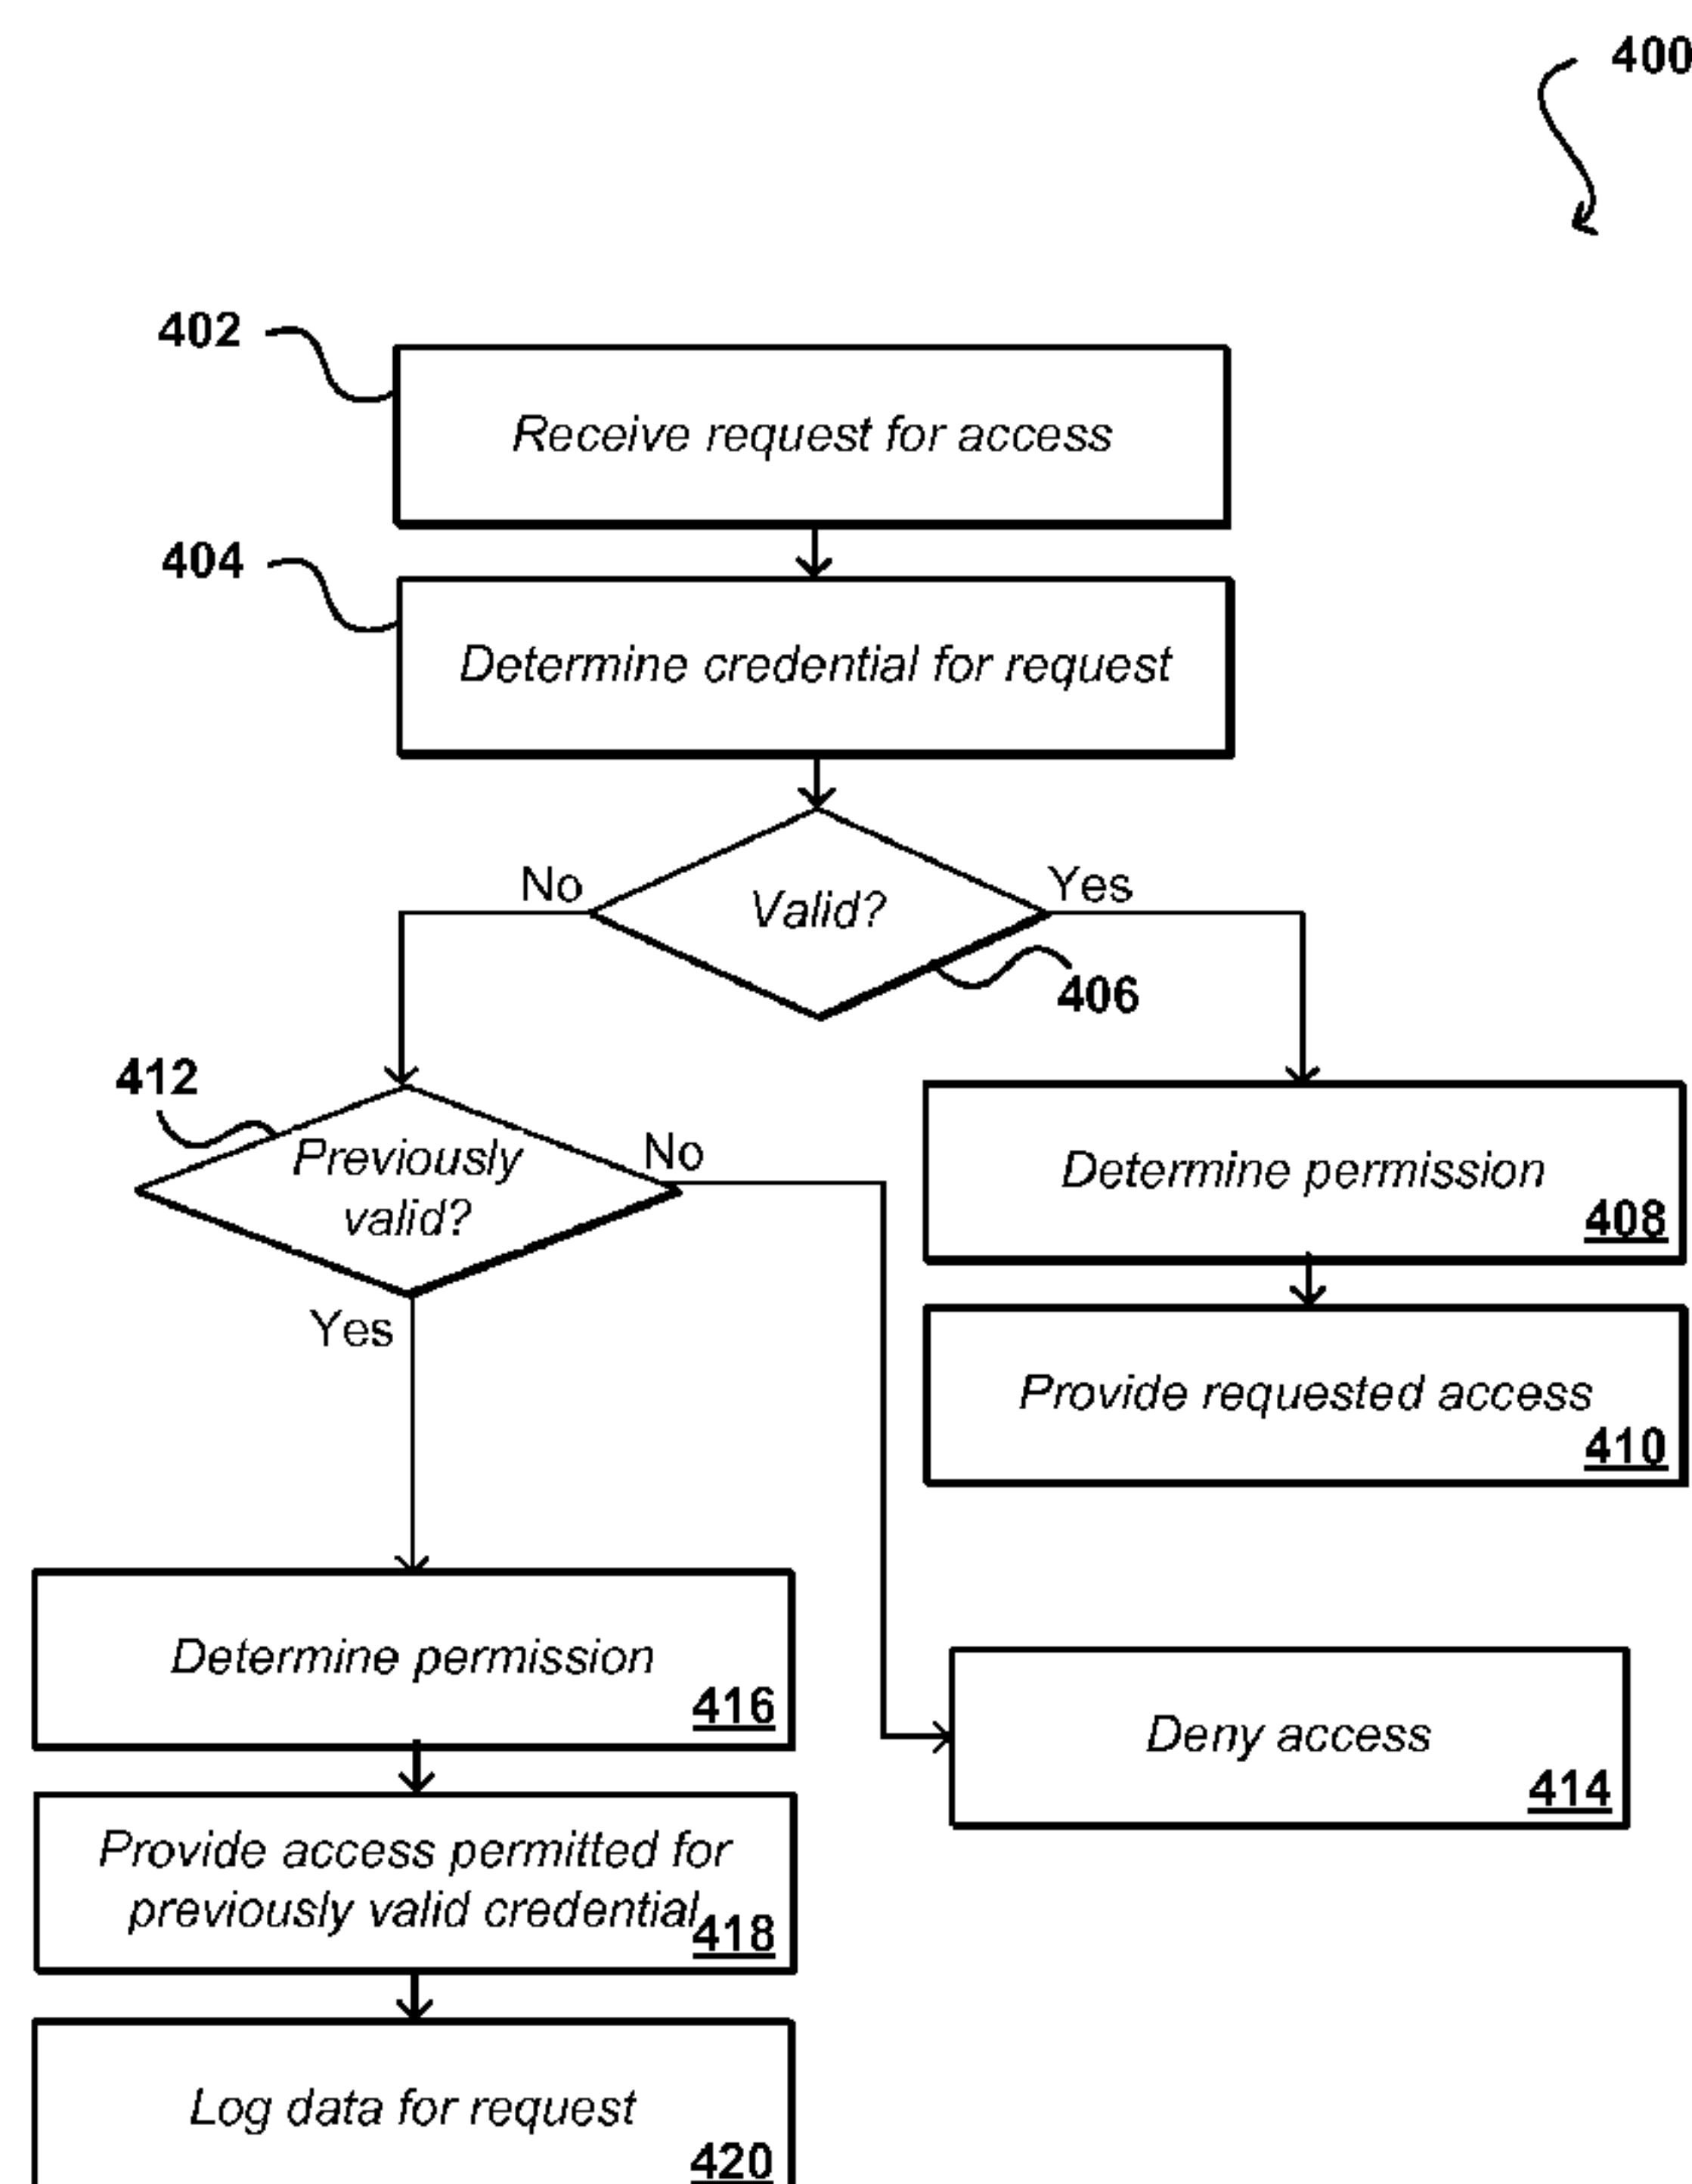 400
402
Receive request for access
404
Determine credential for request
No
Valid?
Yes
406
412
Previously
valid?
No
Yes
Determine permission
408
Provide requested access
410
Determine permission
416
Deny access
414
Provide access permitted for
previously valid credential
418
Log data for request
420